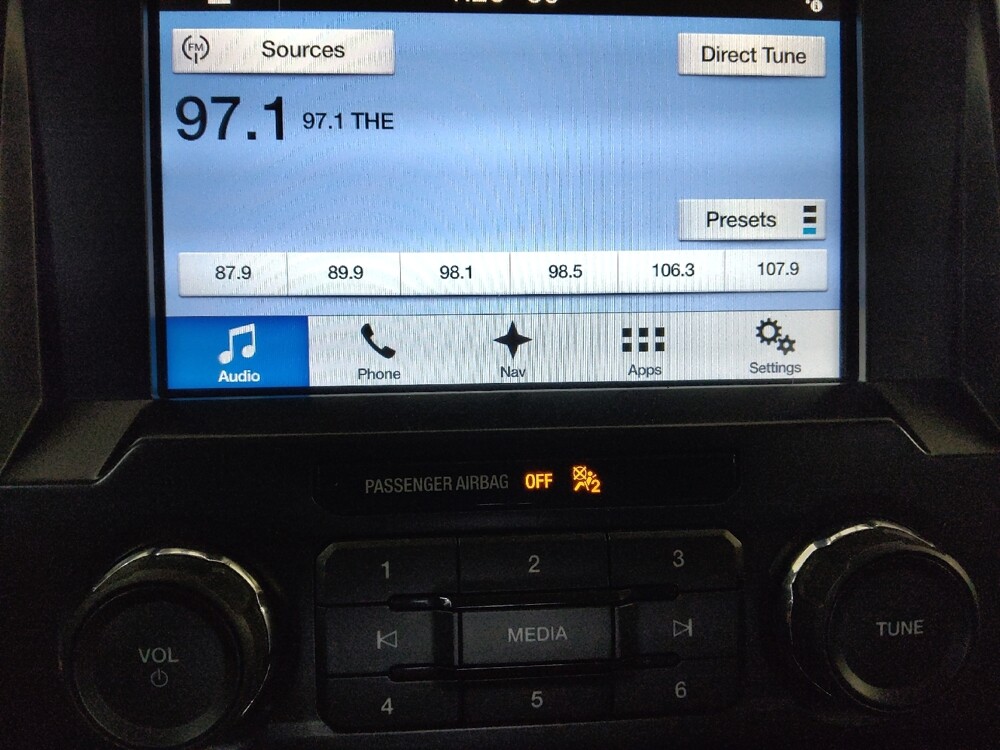 FM Sources
Direct Tune
97.1 97.1 THE
Presets
87.9 89.9 98.1 98.5 106.3 107.9
Audio Phone Nav Apps Settings
PASSENGER AIRBAG OFF 2
1 2 3
VOL MEDIA TUNE
4 5 6